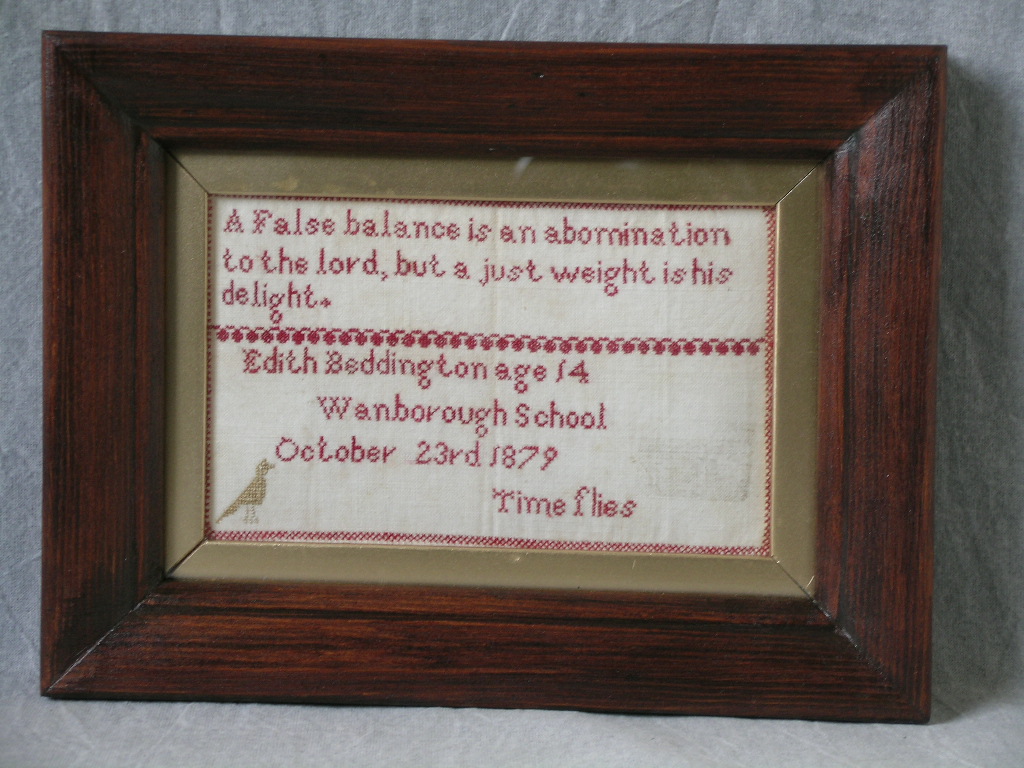 A False balance is an abomination
to the lord, but a just weight is his
delight.
Edith Beddington age 14
Wanborough School
October 23rd 1879
Time flies